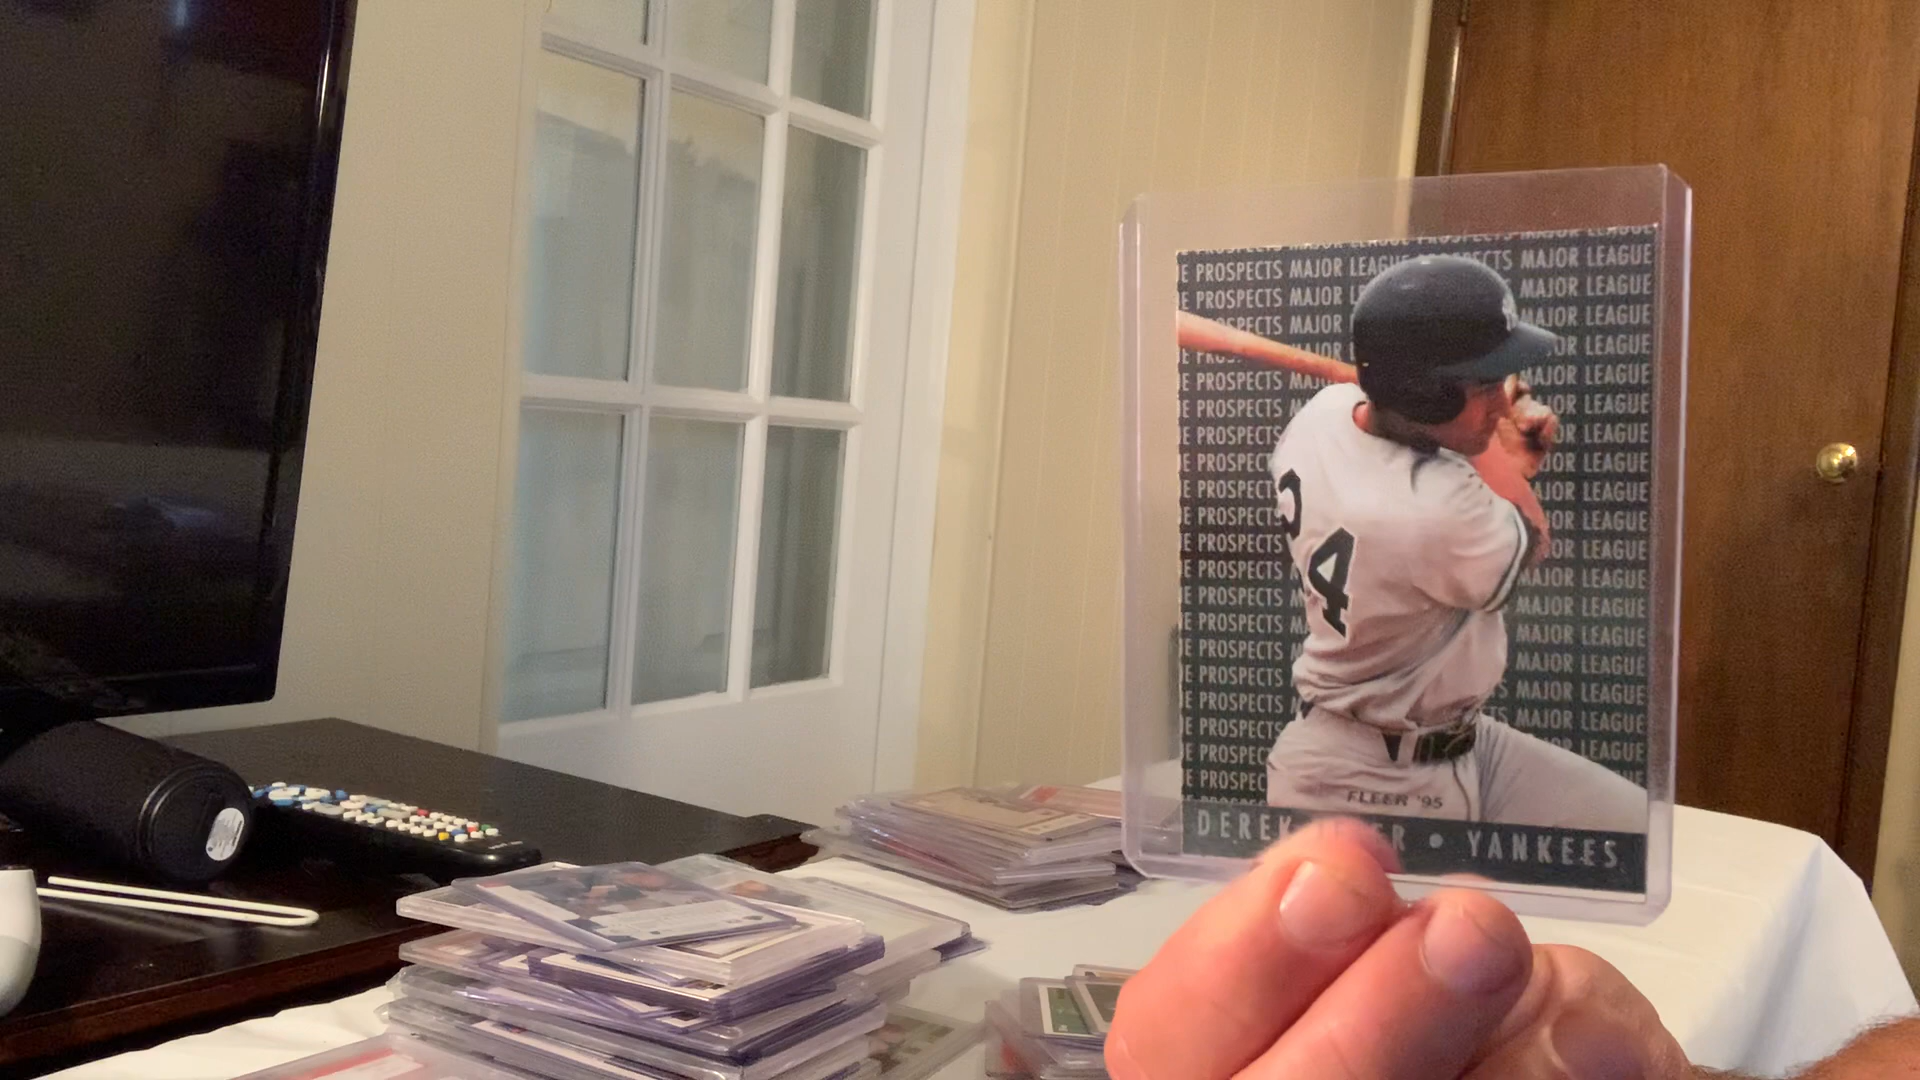 PROSPECTS MAJOR LEAGUE PROSPECTS MAJOR LEAGUE
E PROSPECTS MAJOR LEAGUE PROSPECTS MAJOR LEAGUE
E PROSPECTS MAJOR MAJOR LEAGUE
PROSPECTS MAJOR MAJOR LEAGUE
LEAGUE
E PROSPECTS MAJOR LEAGUE
E PROSPECTS LEAGUE
E PROSPECTS LEAGUE
E PROSPECTS LEAGUE
E PROSPECTS MAJOR LEAGUE
E PROSPECTS LEAGUE
E PROSPECTS LEAGUE
E PROSPECTS MAJOR LEAGUE
E PROSPECTS MAJOR LEAGUE
E PROSPECTS MAJOR LEAGUE
E PROSPECTS MAJOR LEAGUE
E PROSPECTS MAJOR LEAGUE
E PROSPECTS MAJOR LEAGUE
E PROSPECTS LEAGUE
24
FLEER '95
DEREK • YANKEES